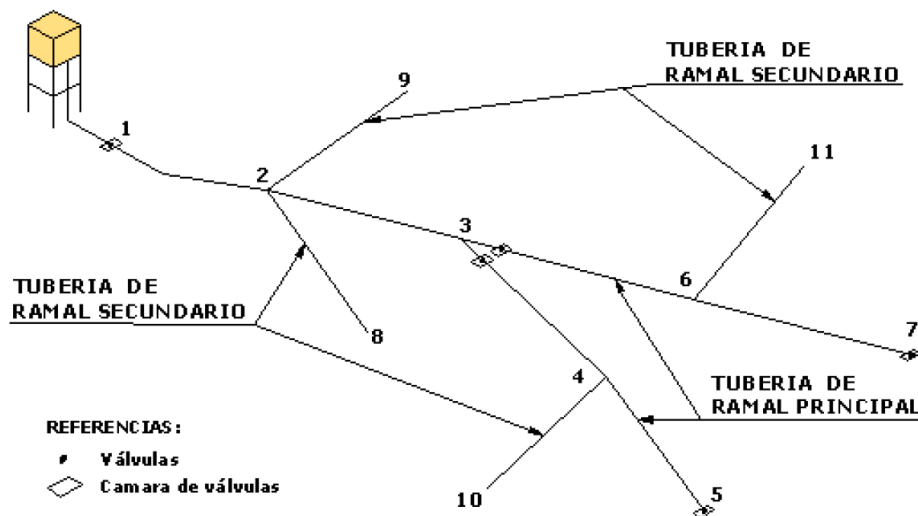 TUBERIA DE
RAMAL SECUNDARIO
9
1
11
2
3
6
TUBERIA DE
RAMAL SECUNDARIO
7
8
4
TUBERIA DE
RAMAL PRINCIPAL
REFERENCIAS:
Válvulas
Camara de válvulas
10
5